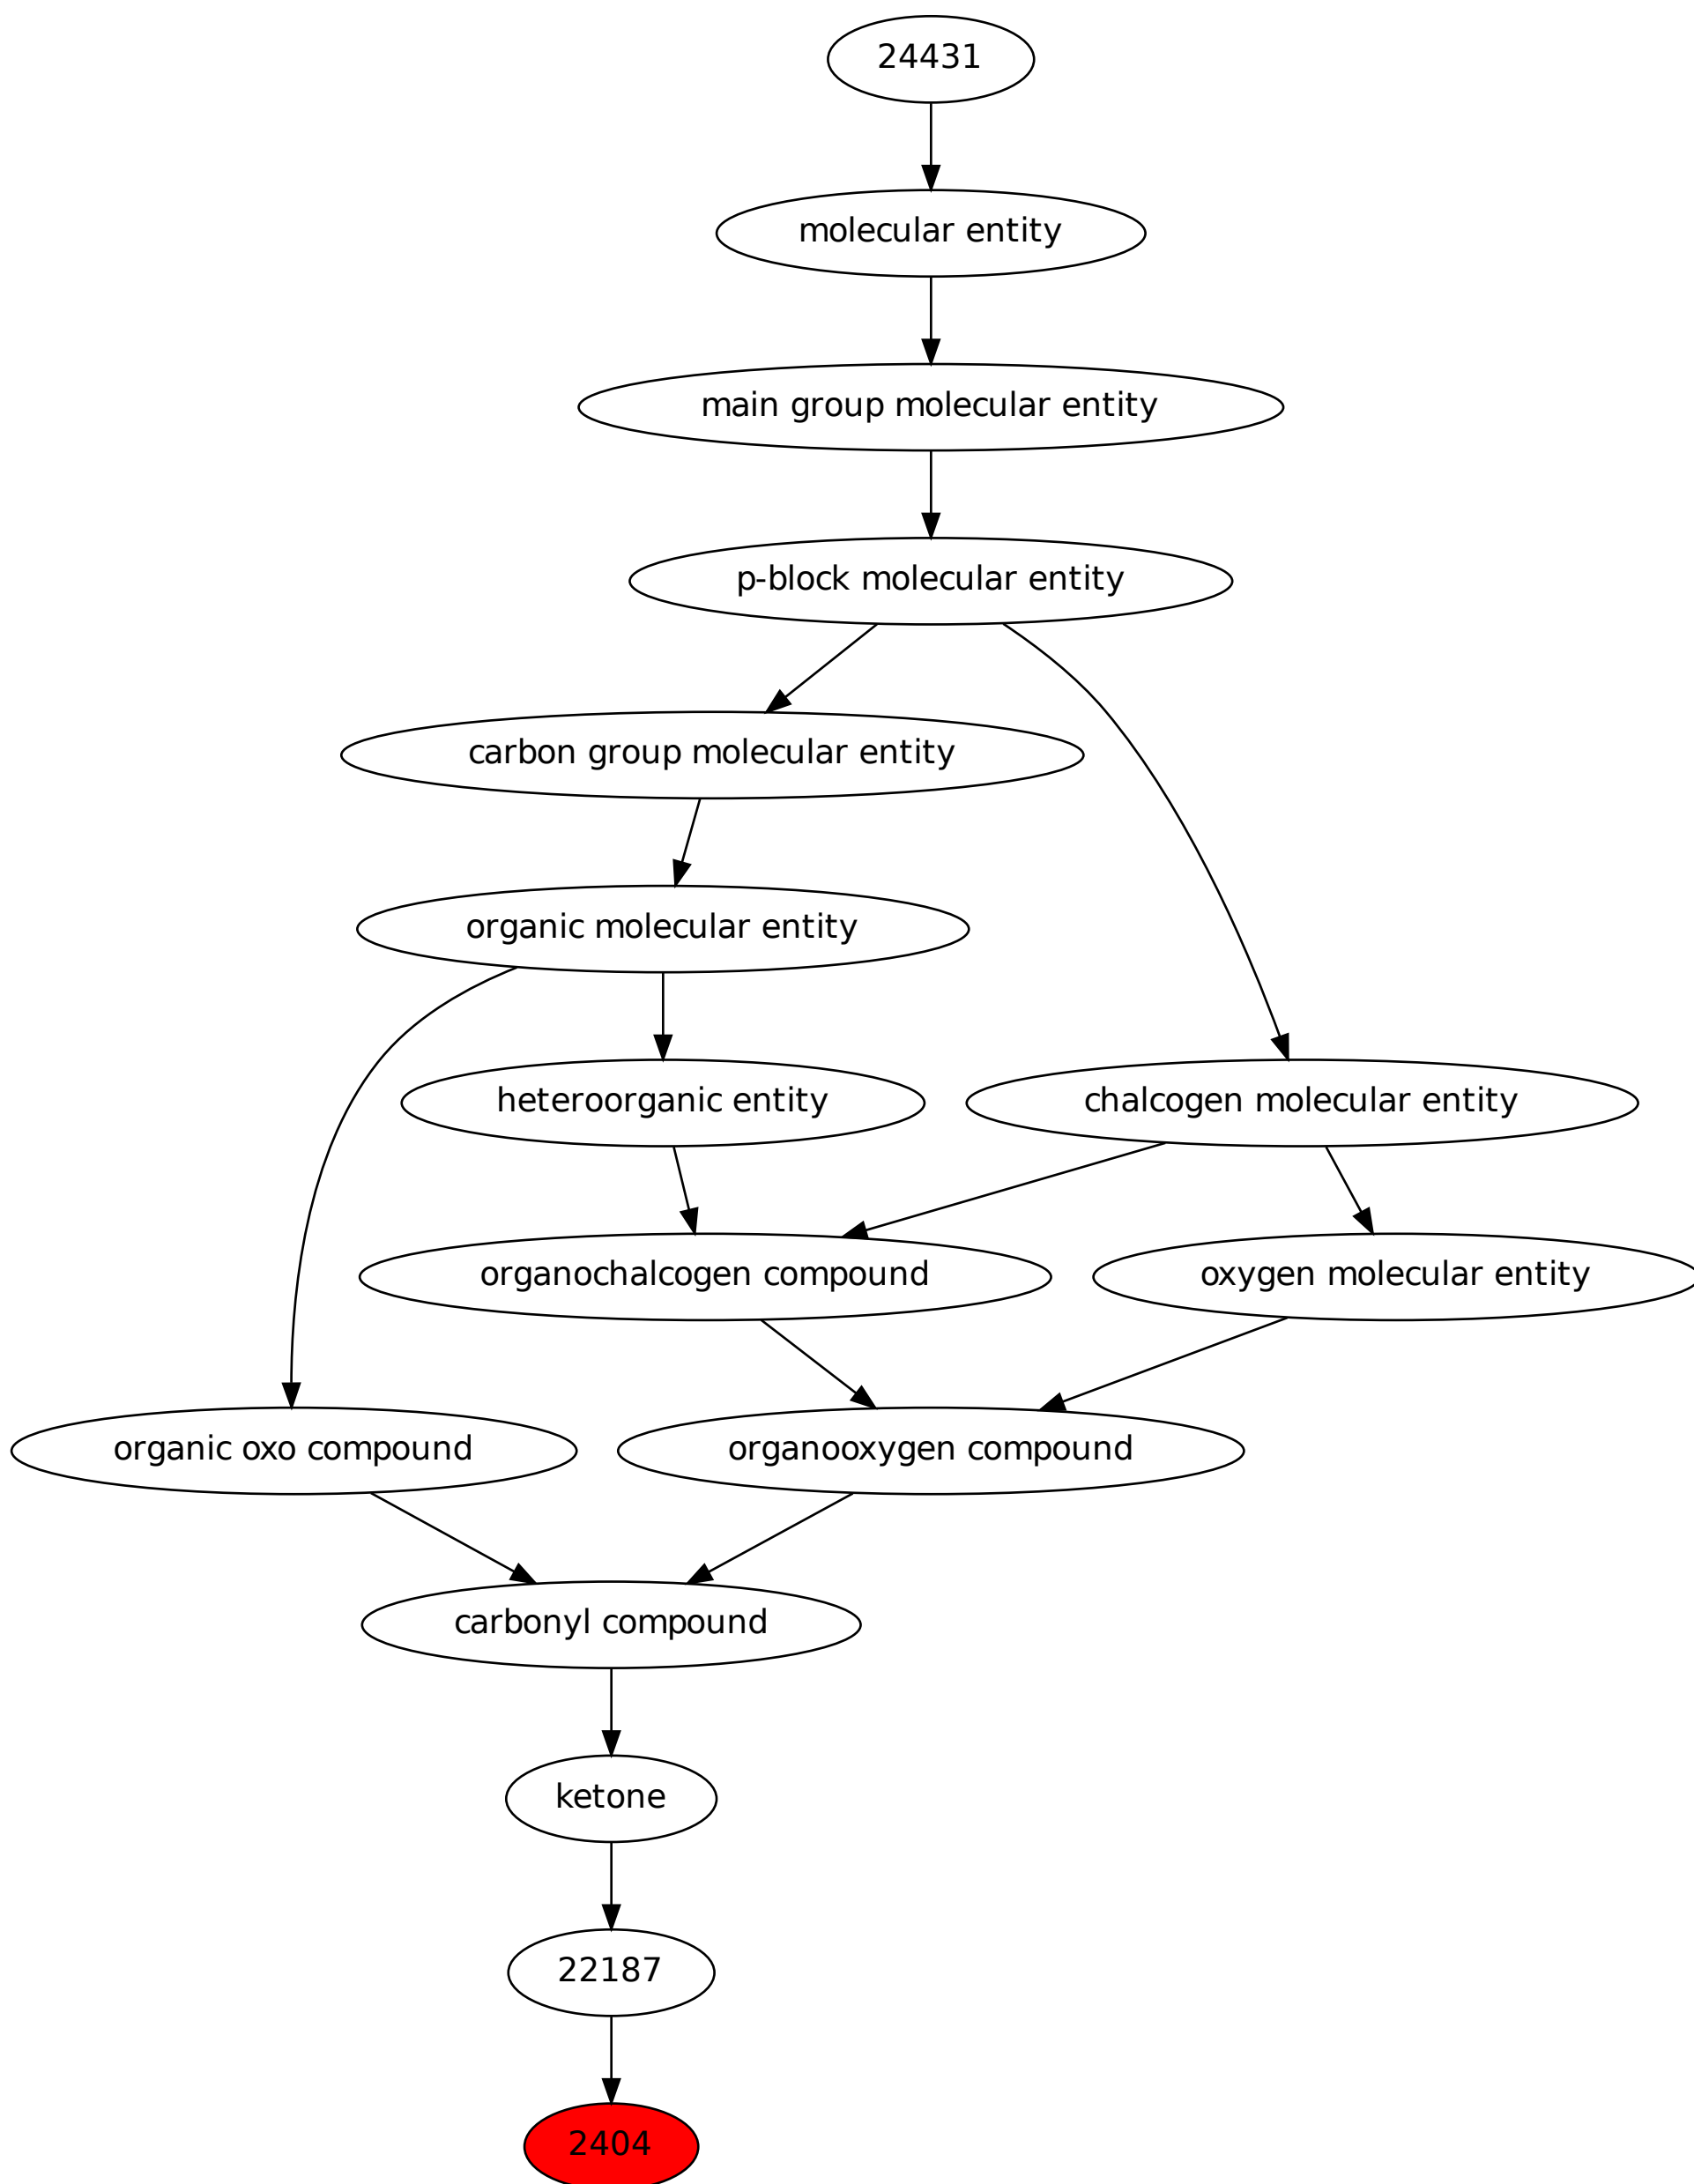 24431
molecular entity
main group molecular entity
p-block molecular entity
carbon group molecular entity
organic molecular entity
heteroorganic entity
chalcogen molecular entity
organochalcogen compound
oxygen molecular entity
organic oxo compound
organooxygen compound
carbonyl compound
ketone
22187
2404